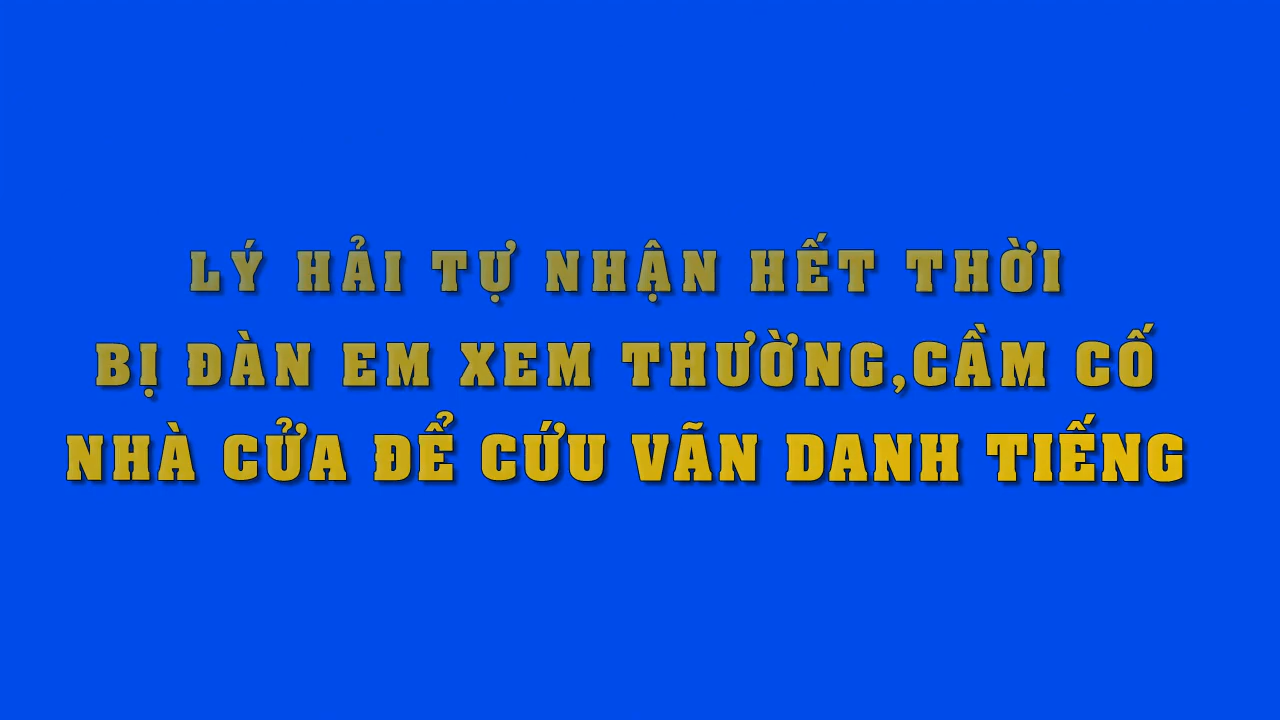 LÝ HẢI TỰ NHẬN HẾT THỜI
BỊ ĐÀN EM XEM THƯỜNG,CẦM CỐ
NHÀ CỬA ĐỂ CỨU VÃN DANH TIẾNG